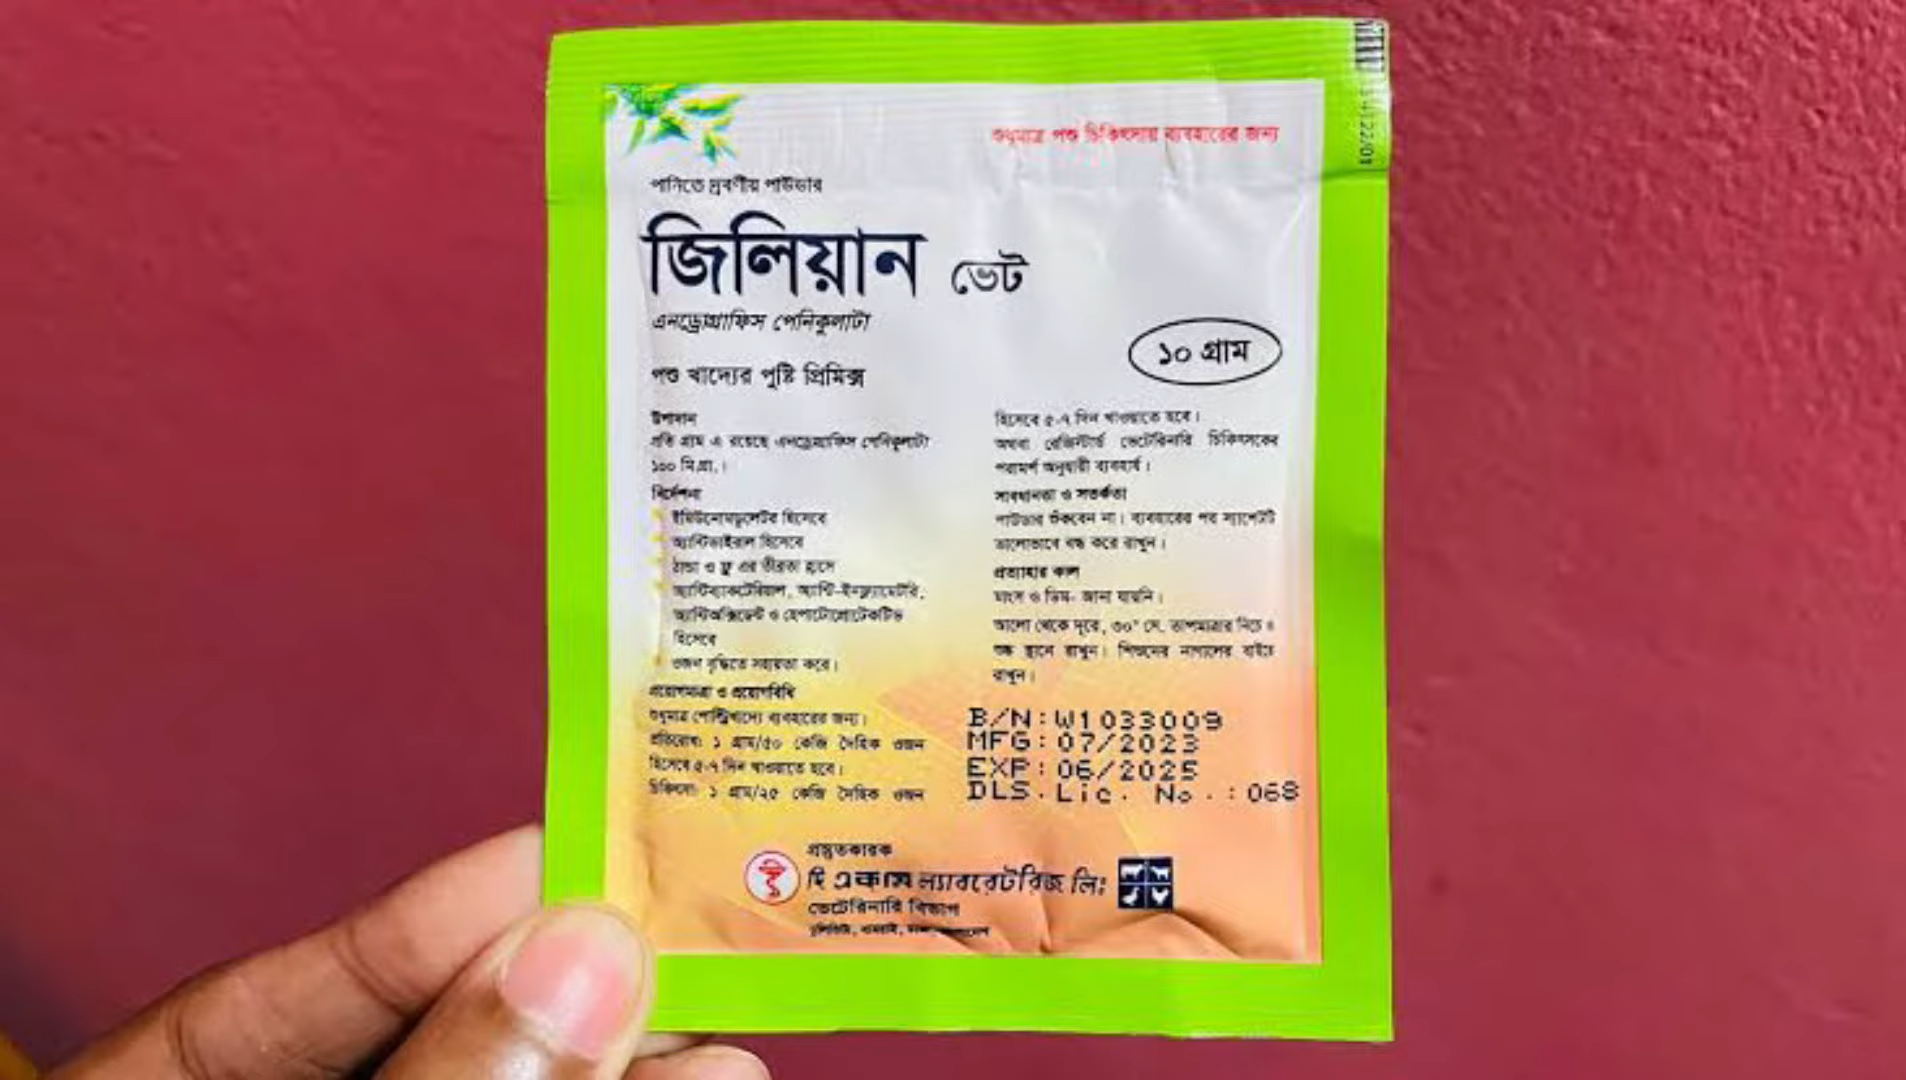 শুধুমাত্র পশু চিকিৎসায় ব্যবহারের জন্য
পানিতে দ্রবণীয় পাউডার
জিলিয়ান ভেট
এনড্রোগ্রাফিস পেনিকুলাটা
১০ গ্রাম
পশু খাদ্যের পুষ্টি প্রিমিক্স
উপাদান
প্রতি গ্রাম এ রয়েছে এনড্রোগ্রাফিস পেনিকুলাটা
১০০ মি.গ্রা.।
নির্দেশনা
ইমিউনোমডুলেটর হিসেবে
অ্যান্টিভাইরাল হিসেবে
ঠান্ডা ও ফ্লু এর তীব্রতা হ্রাসে
অ্যান্টিব্যাকটেরিয়াল, অ্যান্টি-ইনফ্ল্যামেটরি,
অ্যান্টিঅক্সিডেন্ট ও হেপাটোপ্রোটেকটিভ
হিসেবে
ওজন বৃদ্ধিতে সহায়তা করে।
প্রয়োগমাত্রা ও প্রয়োগবিধি
শুধুমাত্র পোল্ট্রিখাদ্যে ব্যবহারের জন্য।
প্রতিরোধ: ১ গ্রাম/৫০ কেজি দৈহিক ওজন
হিসেবে ৫-৭ দিন খাওয়াতে হবে।
চিকিৎসা: ১ গ্রাম/২৫ কেজি দৈহিক ওজন
হিসেবে ৫-৭ দিন খাওয়াতে হবে।
অথবা রেজিস্টার্ড ভেটেরিনারি চিকিৎসকের
পরামর্শ অনুযায়ী ব্যবহার্য।
সাবধানতা ও সতর্কতা
পাউডার শুঁকবেন না। ব্যবহারের পর স্যাশেটটি
ভালোভাবে বন্ধ করে রাখুন।
প্রত্যাহার কাল
মাংস ও ডিম- জানা যায়নি।
আলো থেকে দূরে, ৩০° সে. তাপমাত্রার নিচে ও
শুষ্ক স্থানে রাখুন। শিশুদের নাগালের বাইরে
রাখুন।
B/N:W1033009
MFG:07/2023
EXP:06/2025
DLS.Lic. No.:068
প্রস্তুতকারক
দি একমি ল্যাবরেটরিজ লিঃ
ভেটেরিনারি বিভাগ